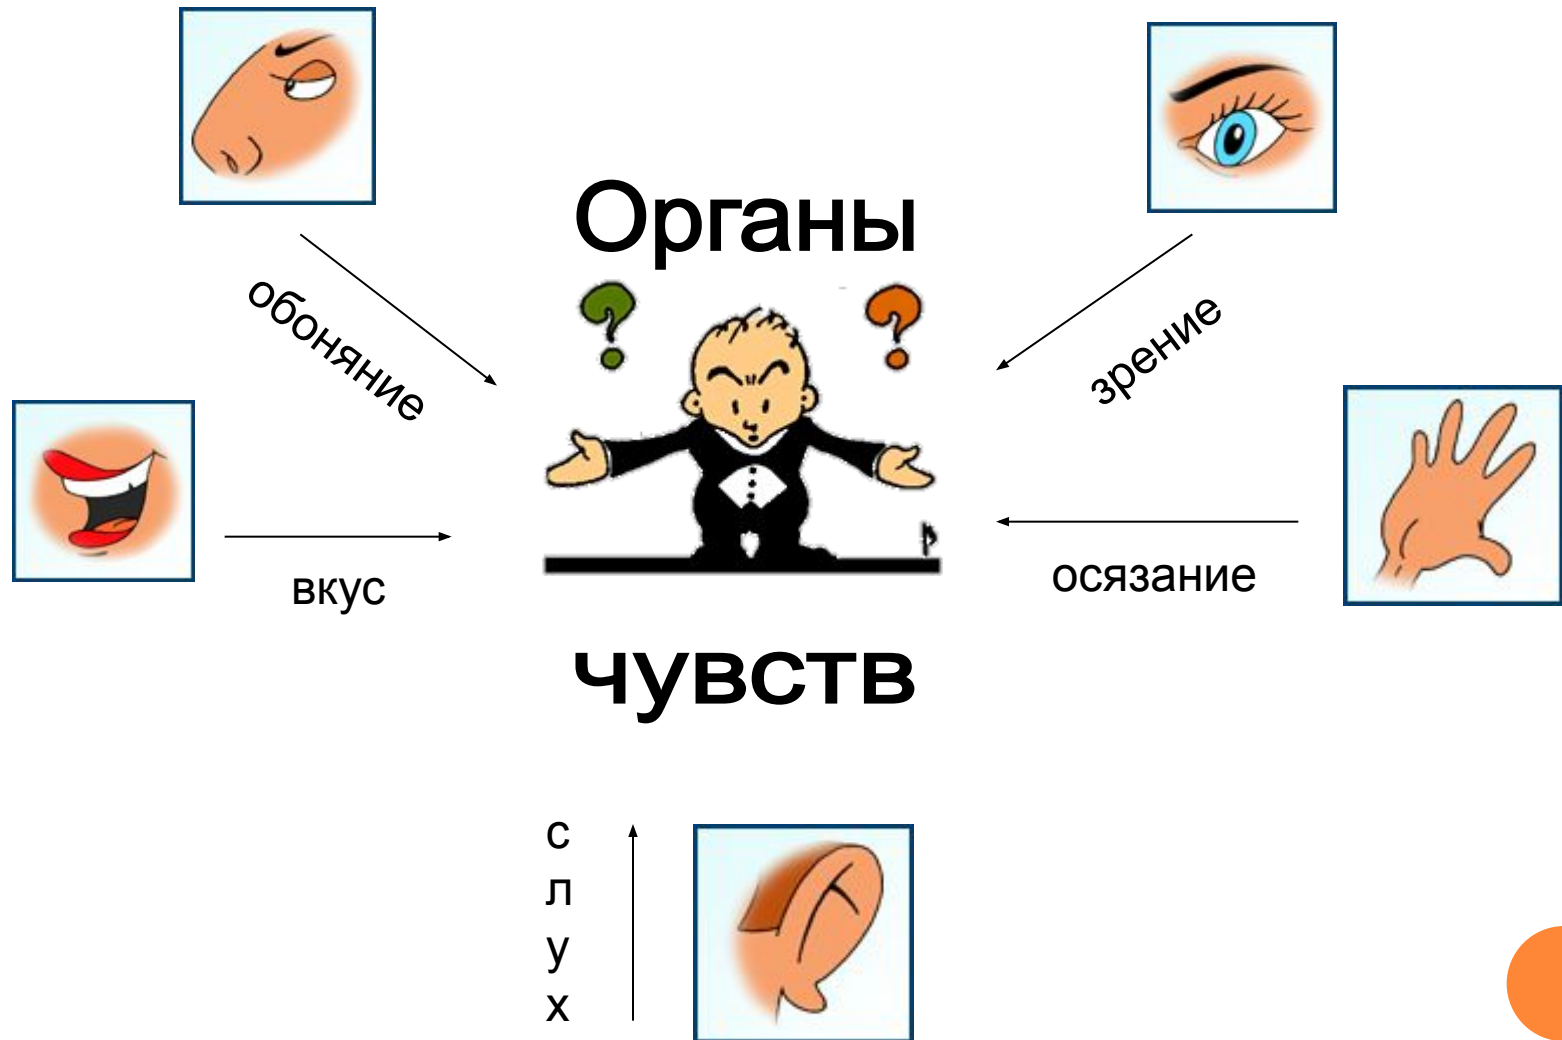 Органы
обоняние
зрение
вкус
осязание
чувств
с
л
у
х